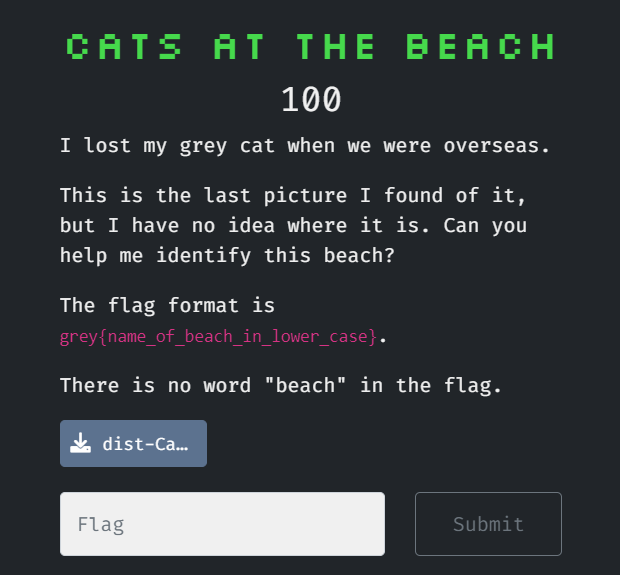 CATS AT THE BEACH
100
I lost my grey cat when we were overseas.
This is the last picture I found of it,
but I have no idea where it is. Can you
help me identify this beach?
The flag format is
grey{name_of_beach_in_lower_case}.
There is no word "beach" in the flag.
dist-Ca…
Flag
Submit